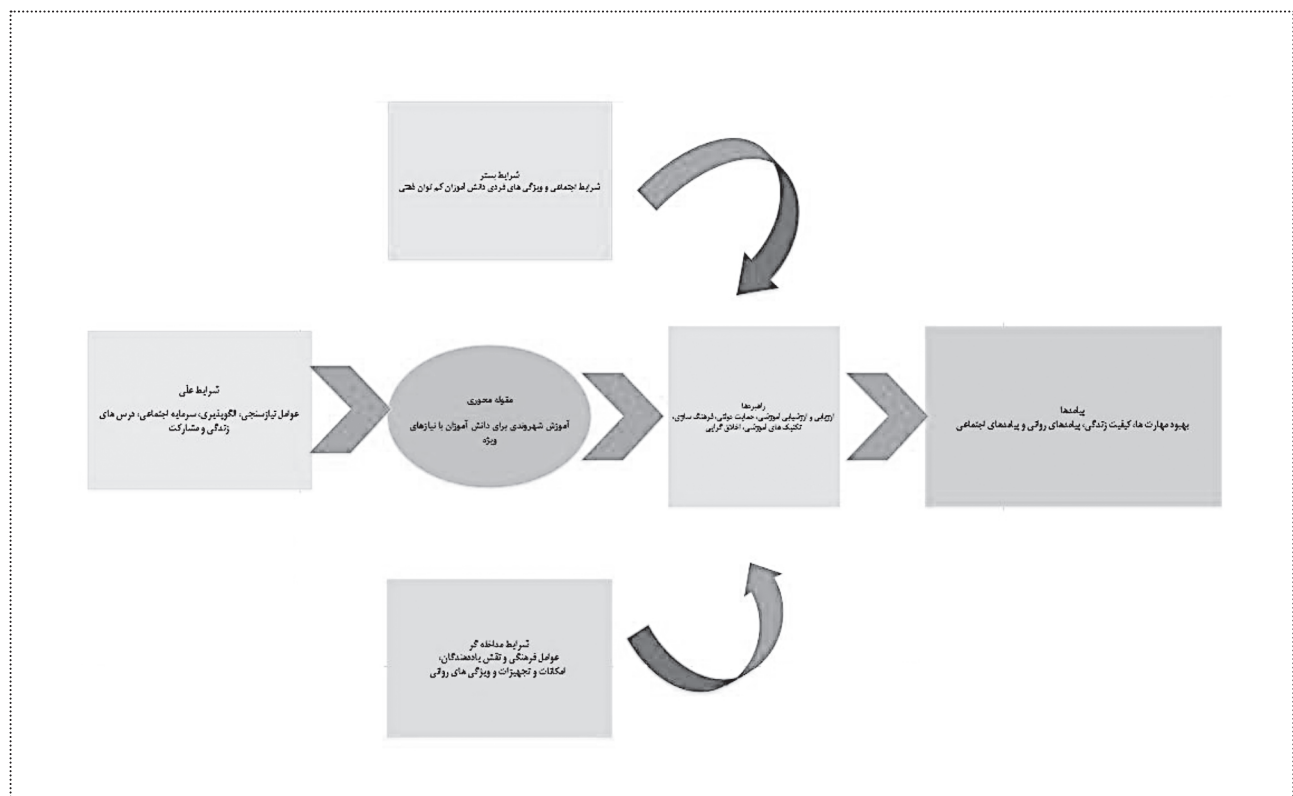 شرایط بستر
شرایط اجتماعی و ویژگی های فردی دانش آموزان کم توان ذهنی
شرایط علّی
عوامل نیازسنجی، الگوپذیری، سرمایه اجتماعی، درس های
زندگی و مشارکت
مقوله محوری
آموزش شهروندی برای دانش آموزان با نیازهای
ویژه
راهبردها
ارزیابی و ارزشیابی آموزشی، حمایت دولتی، فرهنگ سازی،
تکنیک های آموزشی، اخلاق گرایی
پیامدها
بهبود مهارت ها، کیفیت زندگی، پیامدهای روانی و پیامدهای اجتماعی
شرایط مداخله گر
عوامل فرهنگی و نقش یاددهندگان،
امکانات و تجهیزات و ویژگی های روانی